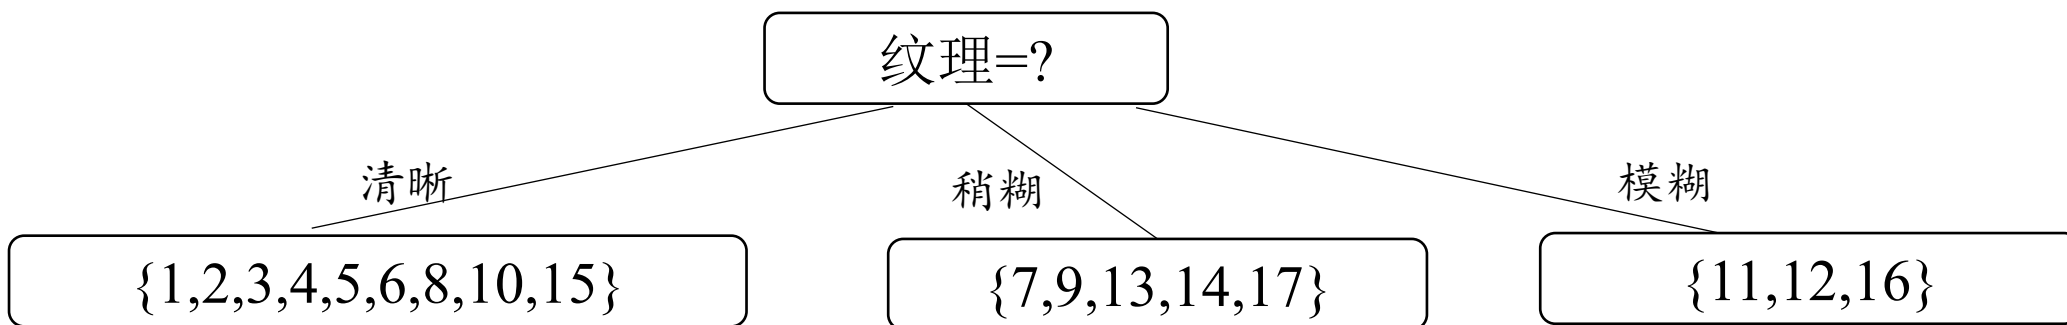 纹理=?
清晰
稍糊
模糊
{1,2,3,4,5,6,8,10,15}
{7,9,13,14,17}
{11,12,16}